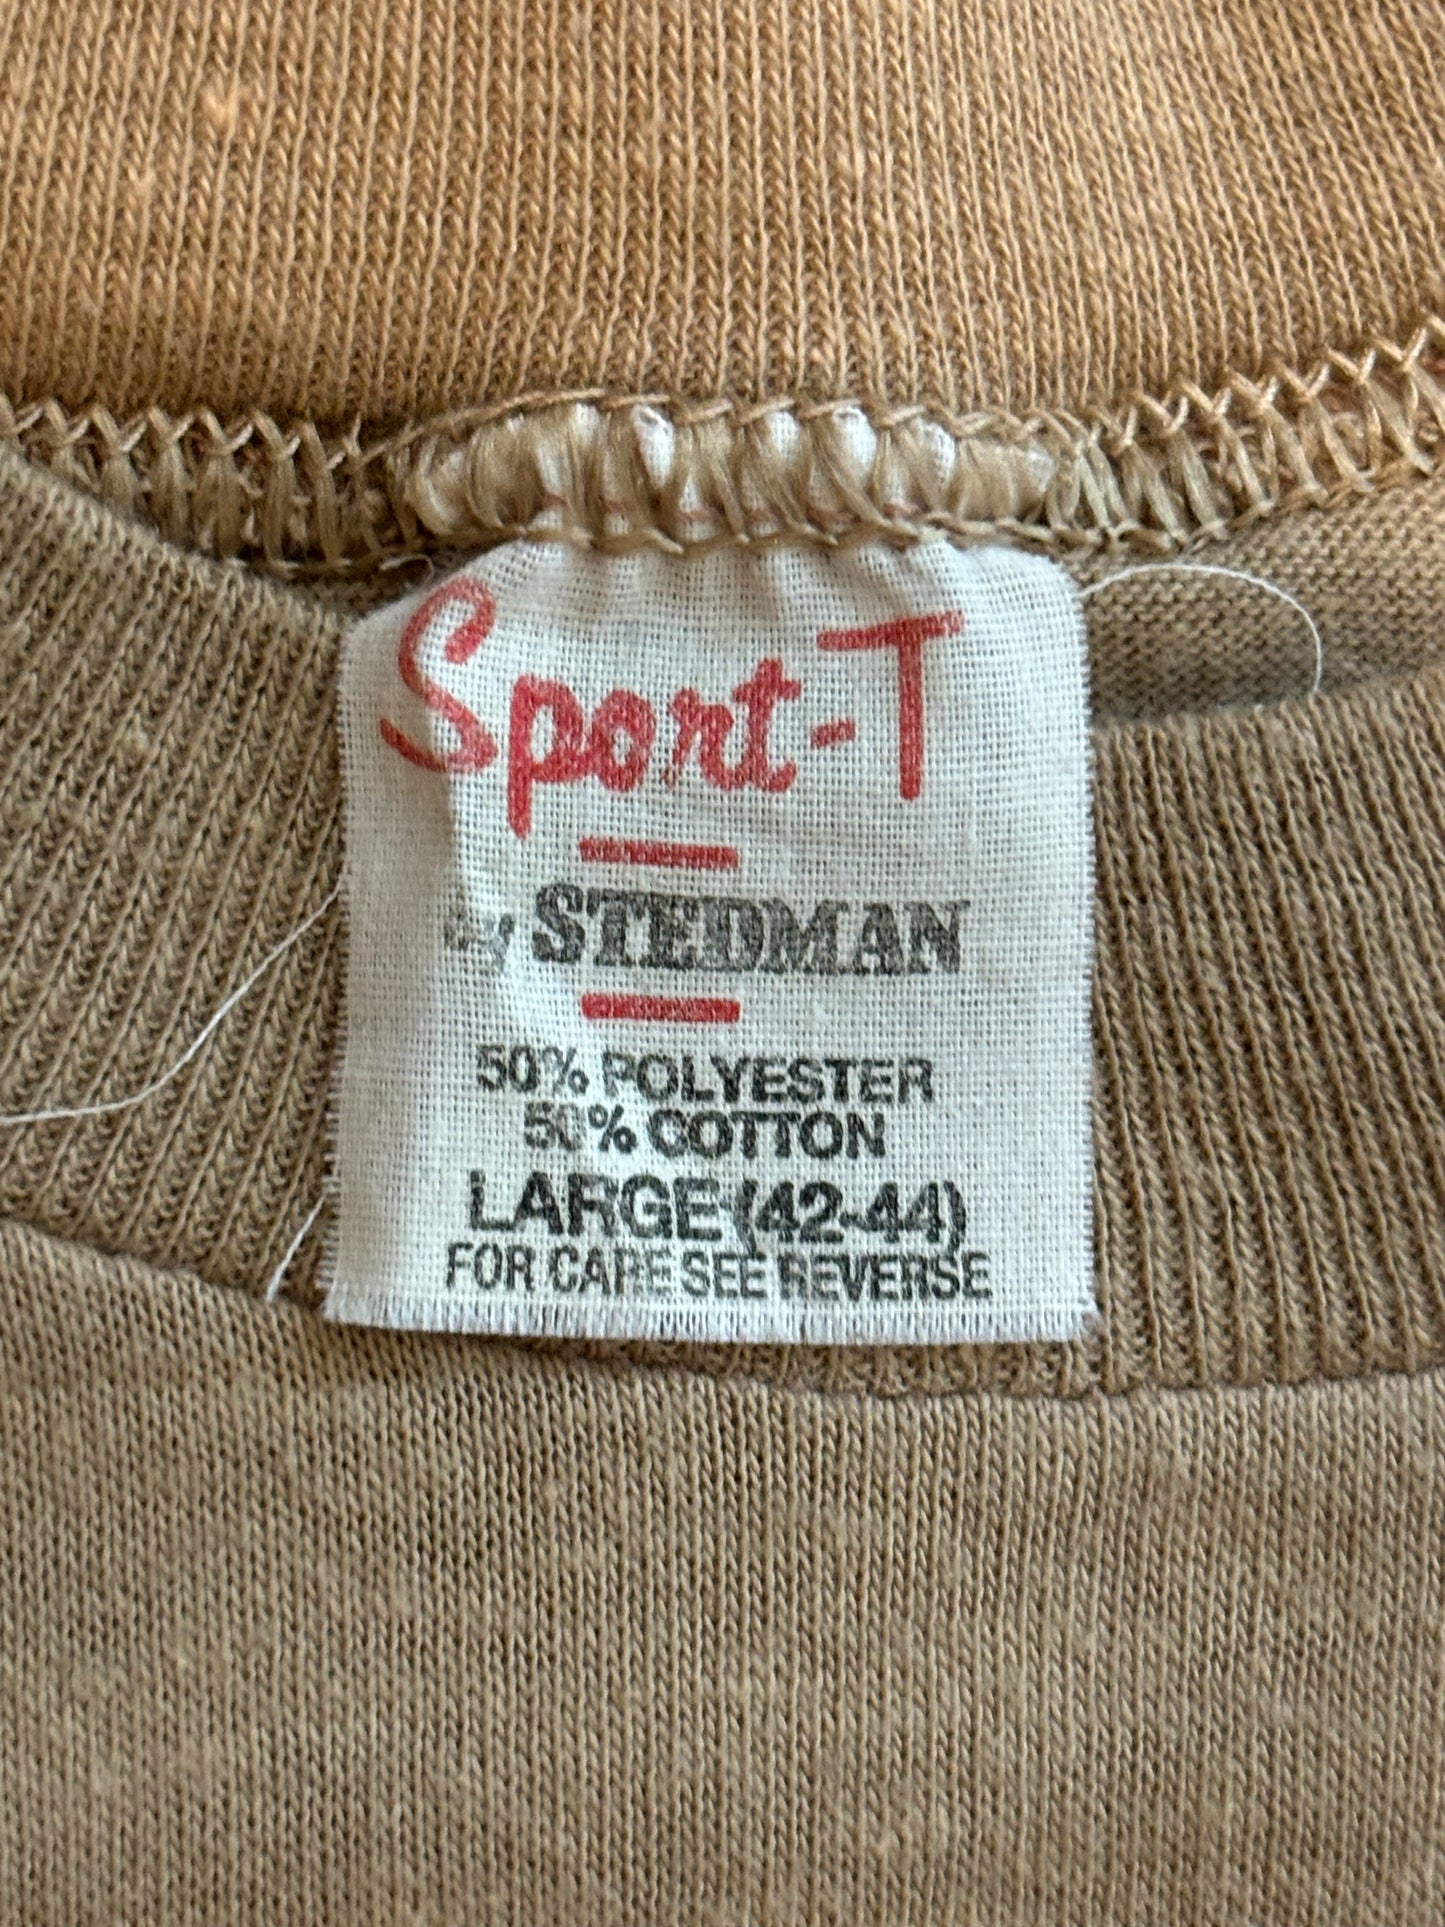 Sport-T
by STEDMAN
50% POLYESTER
50% COTTON
LARGE (42-44)
FOR CARE SEE REVERSE